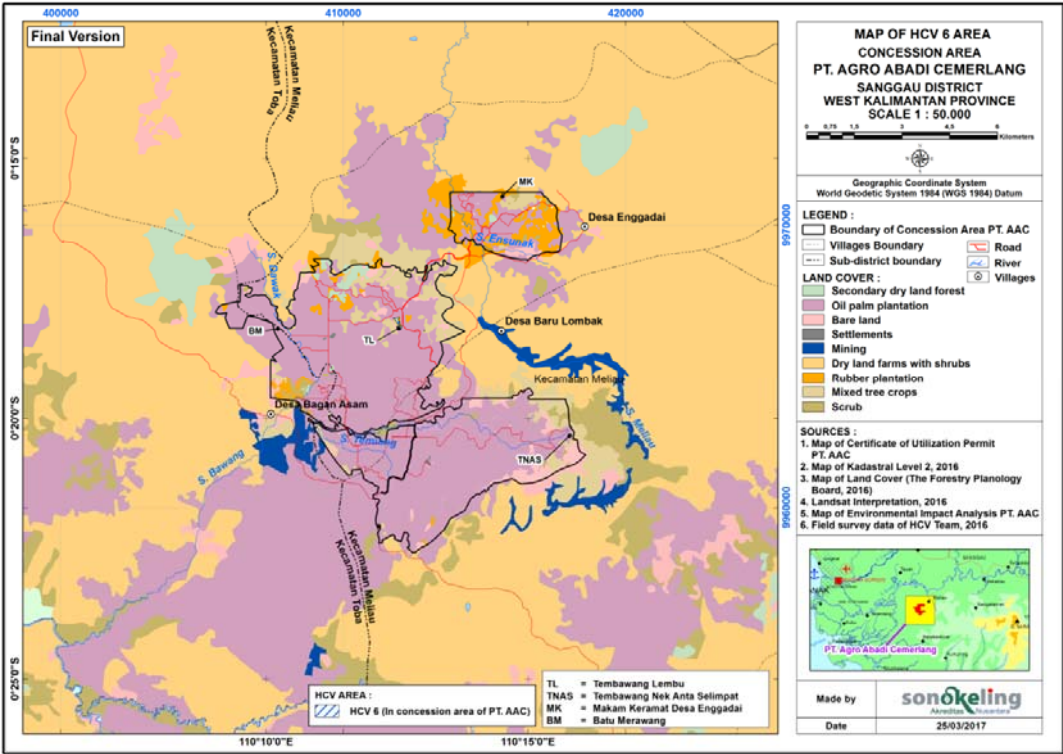 400000
410000
420000
Final Version
Kecamatan Meliau
Kecamatan Toba
0°15'0"S
0°20'0"S
0°25'0"S
9970000
9960000
MK
Desa Enggadai
S. Ensunak
S. Bawak
BM
TL
Desa Baru Lombak
Kecamatan Meliau
S. Meliau
Desa Bagan Asam
S. Bawang
TNAS
Kecamatan Meliau
Kecamatan Toba
110°10'0"E
110°15'0"E
HCV AREA :
HCV 6 (In concession area of PT. AAC)
TL = Tembawang Lembu
TNAS = Tembawang Nek Anta Selimpat
MK = Makam Keramat Desa Enggadai
BM = Batu Merawang
MAP OF HCV 6 AREA
CONCESSION AREA
PT. AGRO ABADI CEMERLANG
SANGGAU DISTRICT
WEST KALIMANTAN PROVINCE
SCALE 1 : 50.000
0 0,75 1,5 3 4,5 6
Kilometers
Geographic Coordinate System
World Geodetic System 1984 (WGS 1984) Datum
LEGEND :
Boundary of Concession Area PT. AAC
Villages Boundary
Road
Sub-district boundary
River
Villages
LAND COVER :
Secondary dry land forest
Oil palm plantation
Bare land
Settlements
Mining
Dry land farms with shrubs
Rubber plantation
Mixed tree crops
Scrub
SOURCES :
1. Map of Certificate of Utilization Permit
PT. AAC
2. Map of Kadastral Level 2, 2016
3. Map of Land Cover (The Forestry Planology
Board, 2016)
4. Landsat Interpretation, 2016
5. Map of Environmental Impact Analysis PT. AAC
6. Field survey data of HCV Team, 2016
PT. Agro Abadi Cemerlang
Made by
sonokeling
Akreditas Nusantara
Date
25/03/2017